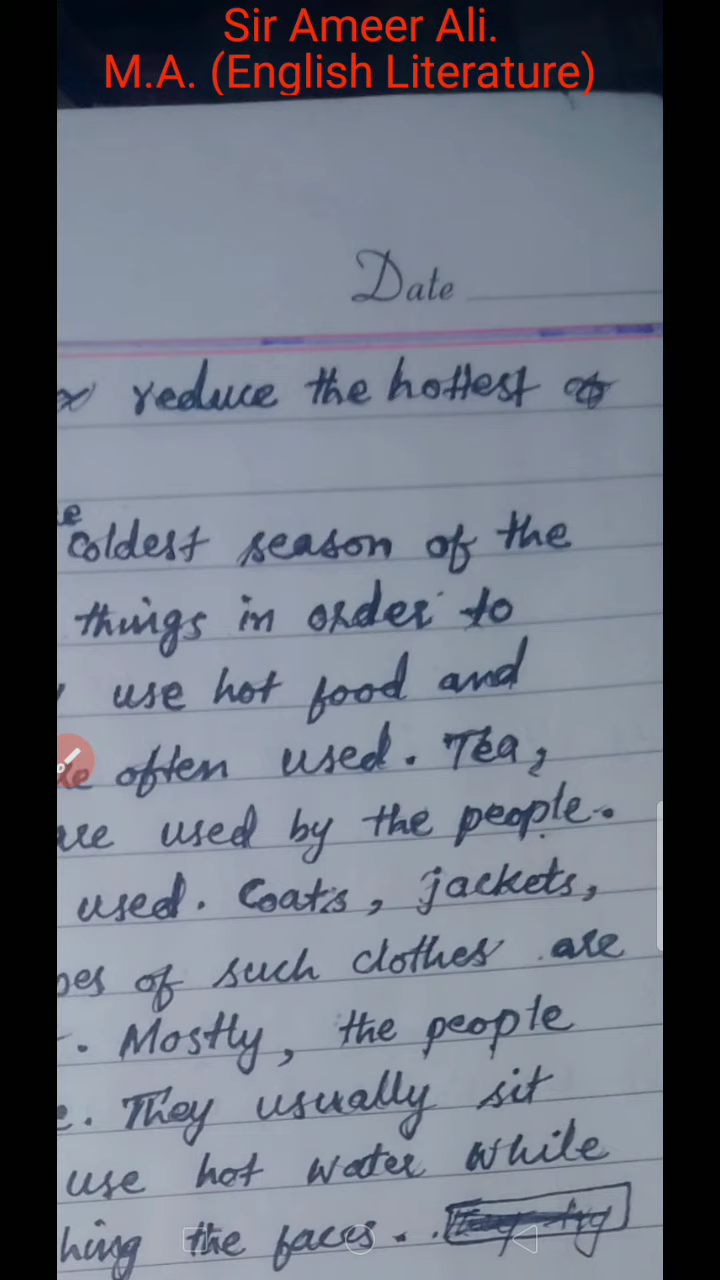 Sir Ameer Ali.
M.A. (English Literature)
Date
reduce the hottest
coldest season of the
things in order to
use hot food and
often used. Tea,
used by the people.
used. Coats, jackets,
of such clothes are
. Mostly, the people
. They usually sit
use hot water while
the faces.